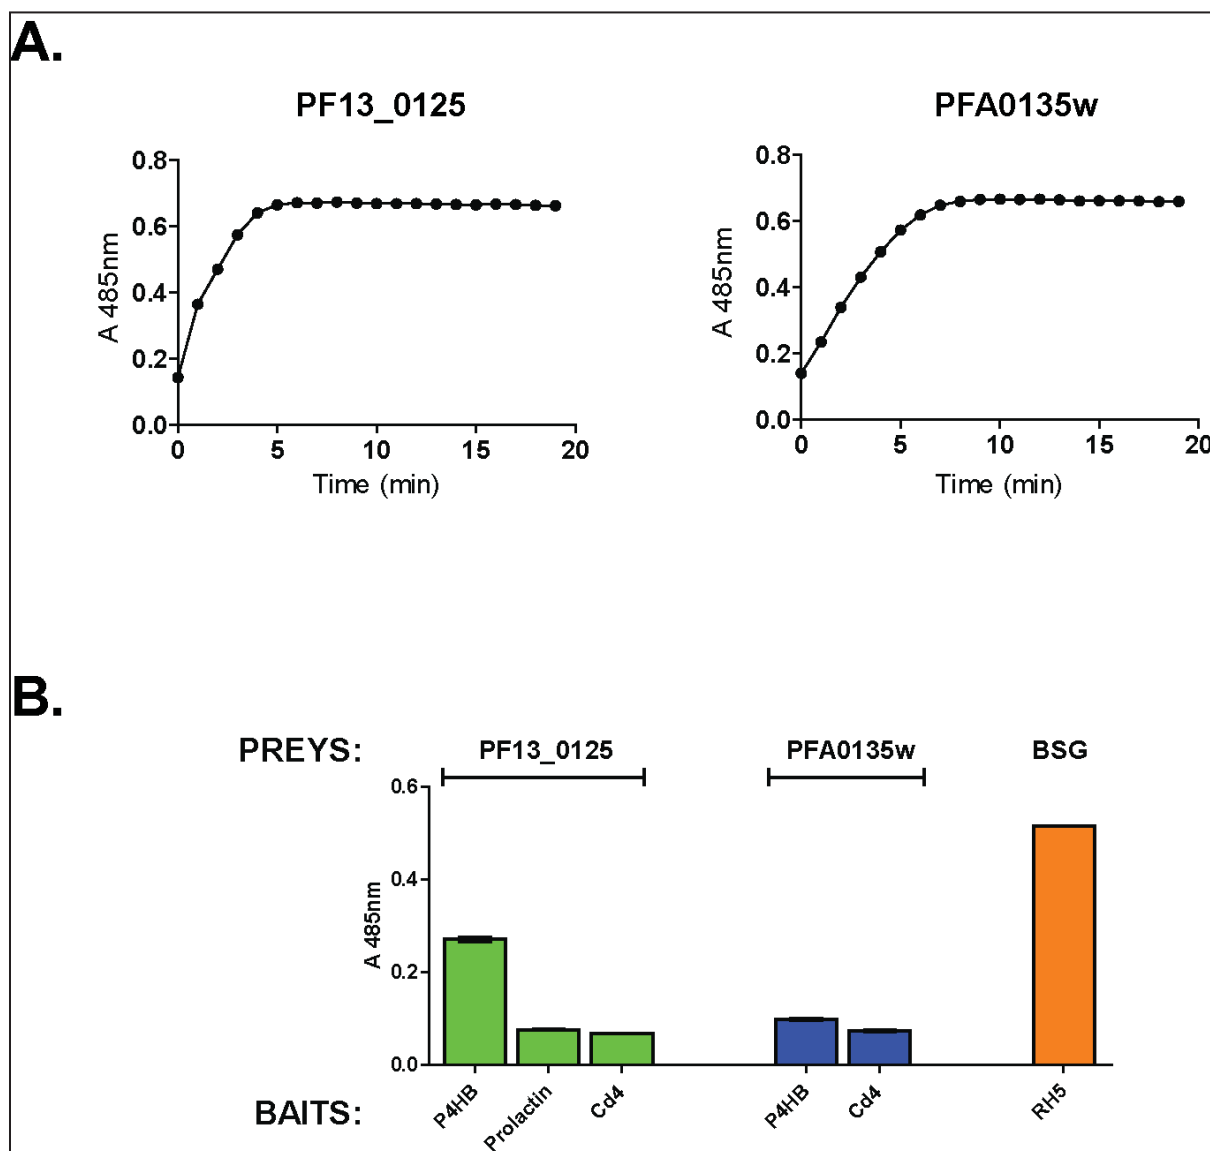 A.
PF13_0125
PFA0135w
0.8
0.6
0.4
0.2
0.0
A 485nm
0 5 10 15 20
Time (min)
0.8
0.6
0.4
0.2
0.0
A 485nm
0 5 10 15 20
Time (min)
B.
PREYS: PF13_0125 PFA0135w BSG
0.6
0.4
0.2
0.0
A 485nm
BAITS: P4HB Prolactin Cd4 P4HB Cd4 RH5